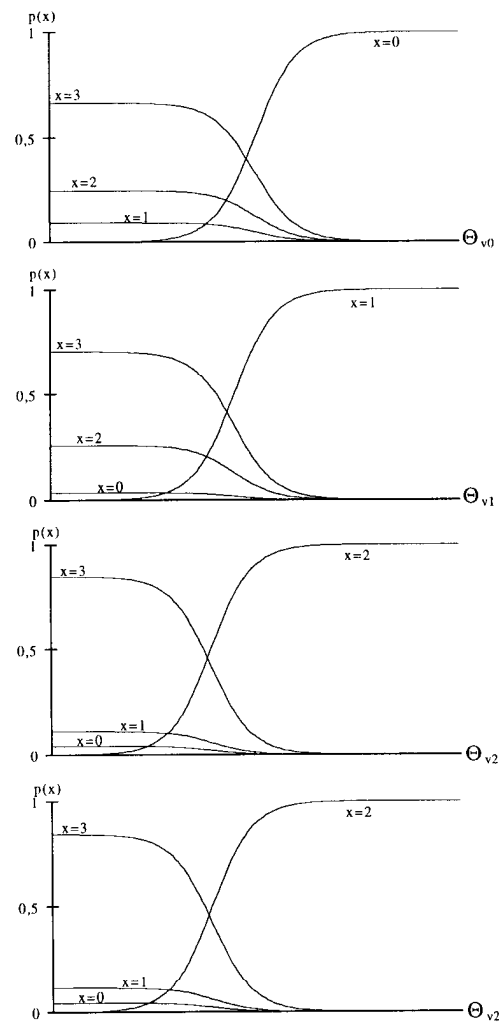 p(x)
1
x=0
x=3
0,5
x=2
x=1
0
Θv0
p(x)
1
x=1
x=3
0,5
x=2
x=0
0
Θv1
p(x)
1
x=2
x=3
0,5
x=1
x=0
0
Θv2
p(x)
1
x=2
x=3
0,5
x=1
x=0
0
Θv2